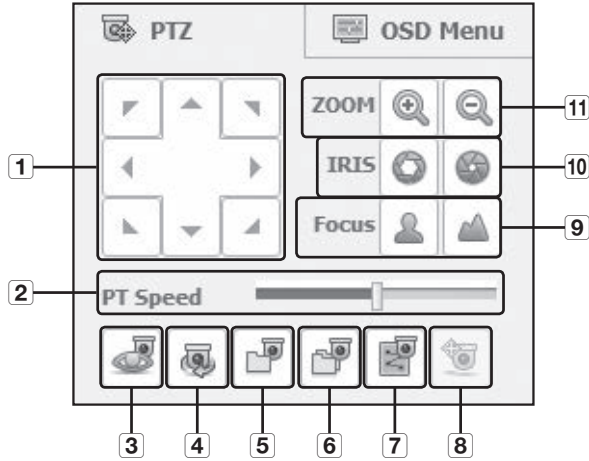 PTZ
OSD Menu
ZOOM
11
1
IRIS
10
Focus
9
2
PT Speed
3 4 5 6 7 8